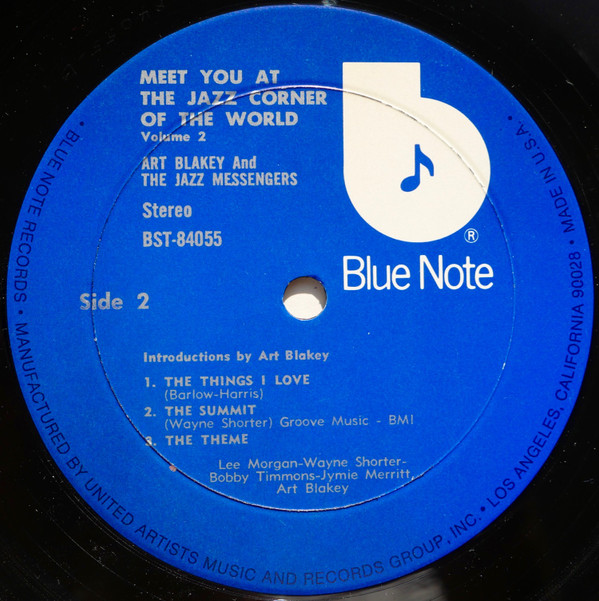 MEET YOU AT
THE JAZZ CORNER
OF THE WORLD
Volume 2
ART BLAKEY And
THE JAZZ MESSENGERS
Stereo
BST-84055
®
Blue Note
Side 2
Introductions by Art Blakey
1. THE THINGS I LOVE
(Barlow-Harris)
2. THE SUMMIT
(Wayne Shorter) Groove Music - BMI
3. THE THEME
Lee Morgan-Wayne Shorter-
Bobby Timmons-Jymie Merritt,
Art Blakey
• BLUE NOTE RECORDS • MANUFACTURED BY UNITED ARTISTS MUSIC AND RECORDS GROUP, INC. • LOS ANGELES, CALIFORNIA 90028 • MADE IN U.S.A. •